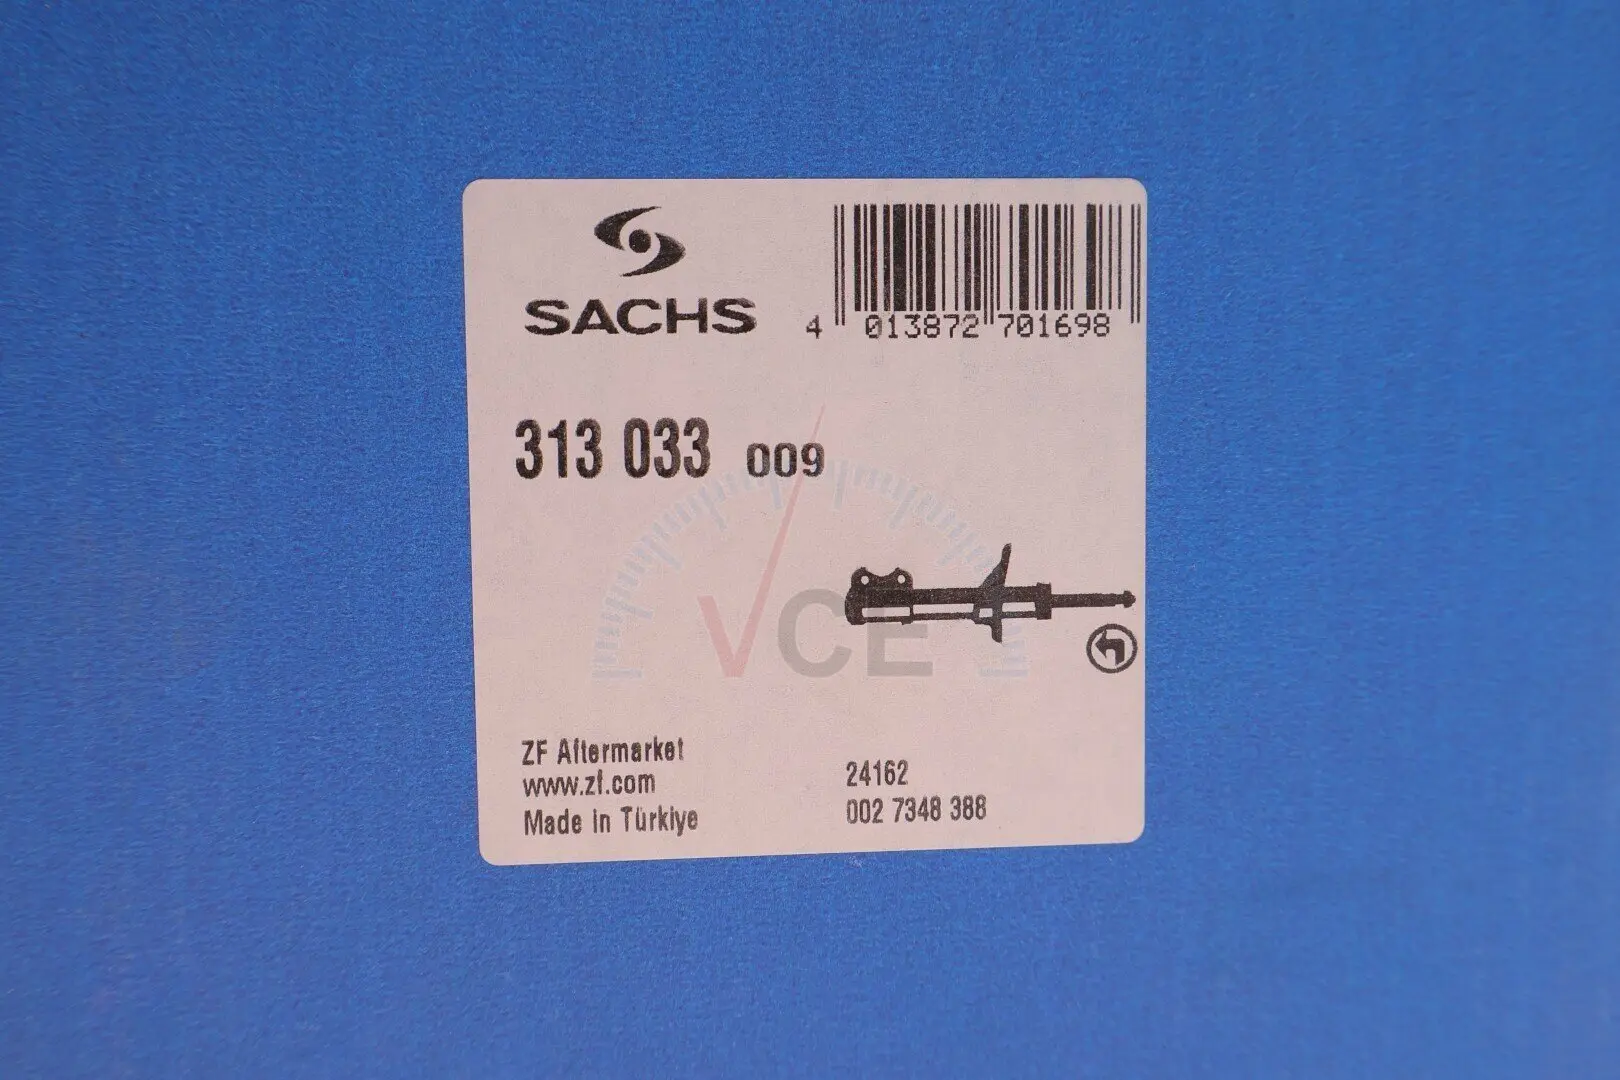 SACHS
4 013872 701698
313 033 009
VCE
ZF Aftermarket
www.zf.com
Made in Türkiye
24162
002 7348 388